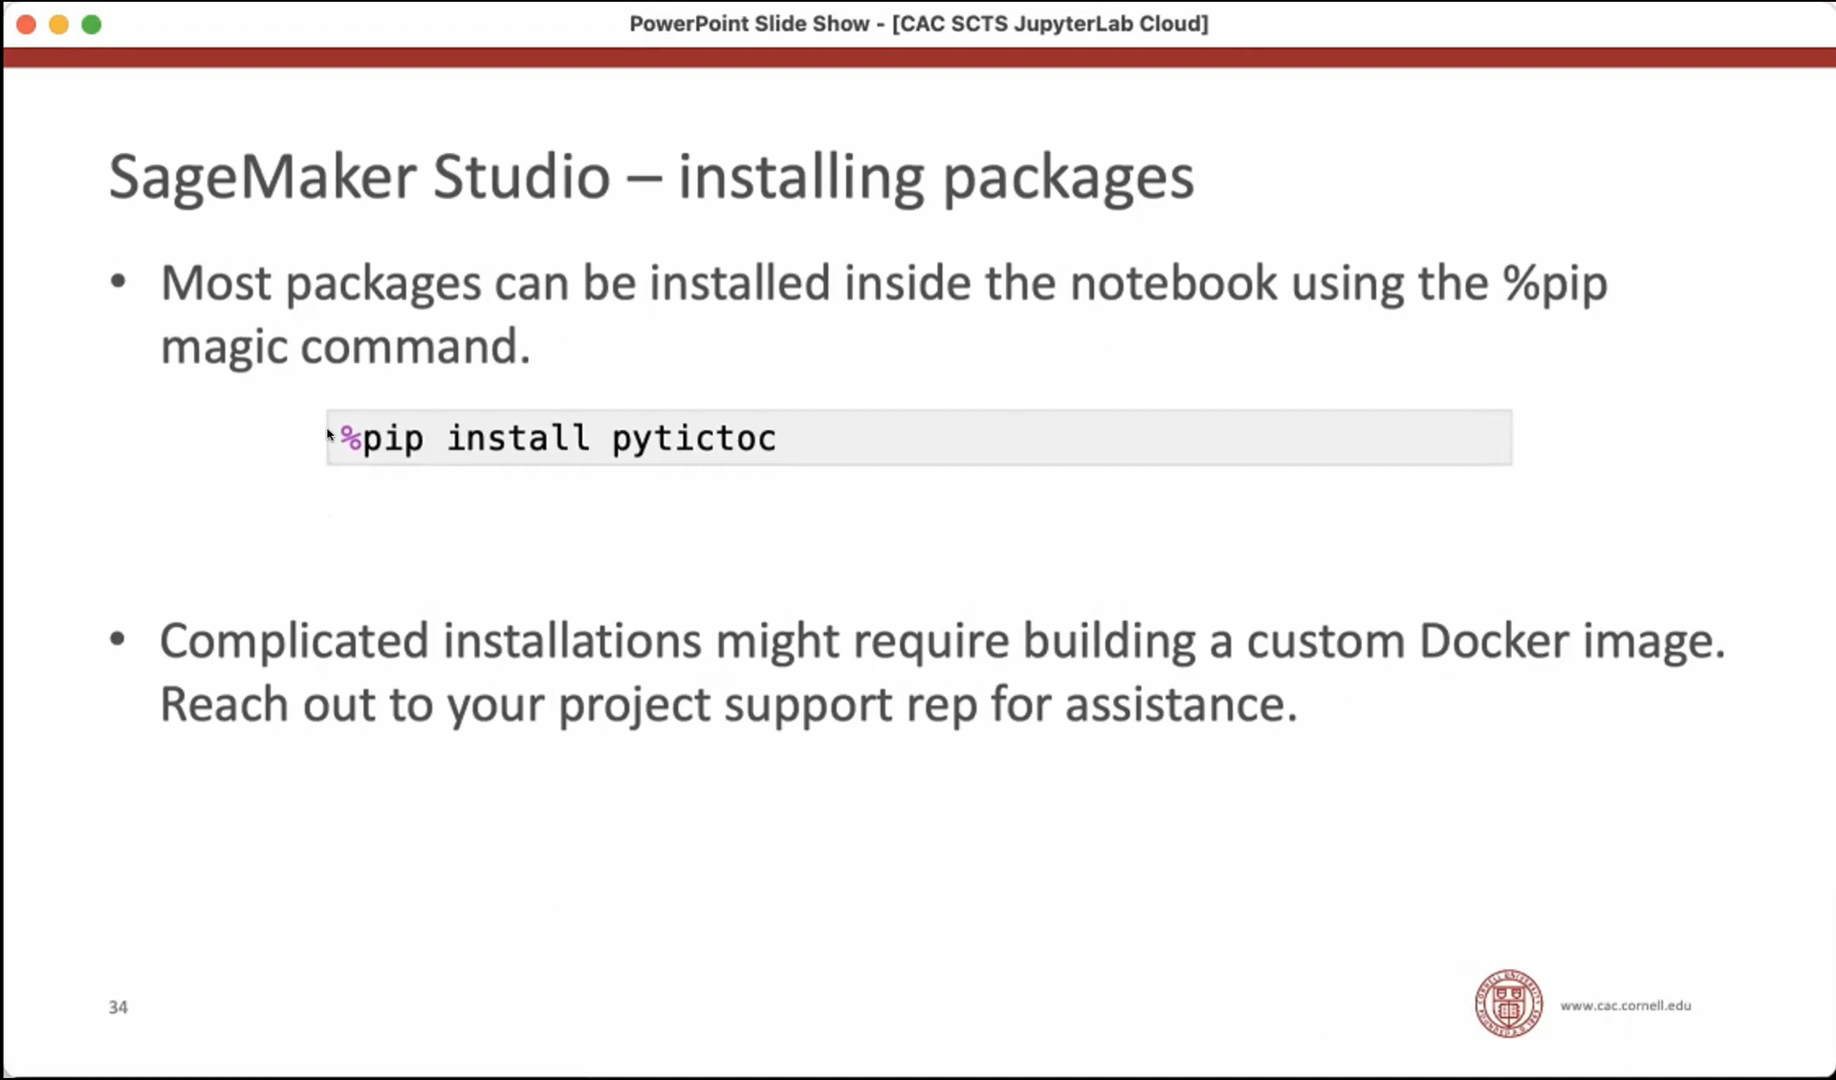 PowerPoint Slide Show - [CAC SCTS JupyterLab Cloud]
SageMaker Studio – installing packages
• Most packages can be installed inside the notebook using the %pip
magic command.
%pip install pytictoc
• Complicated installations might require building a custom Docker image.
Reach out to your project support rep for assistance.
34
www.cac.cornell.edu